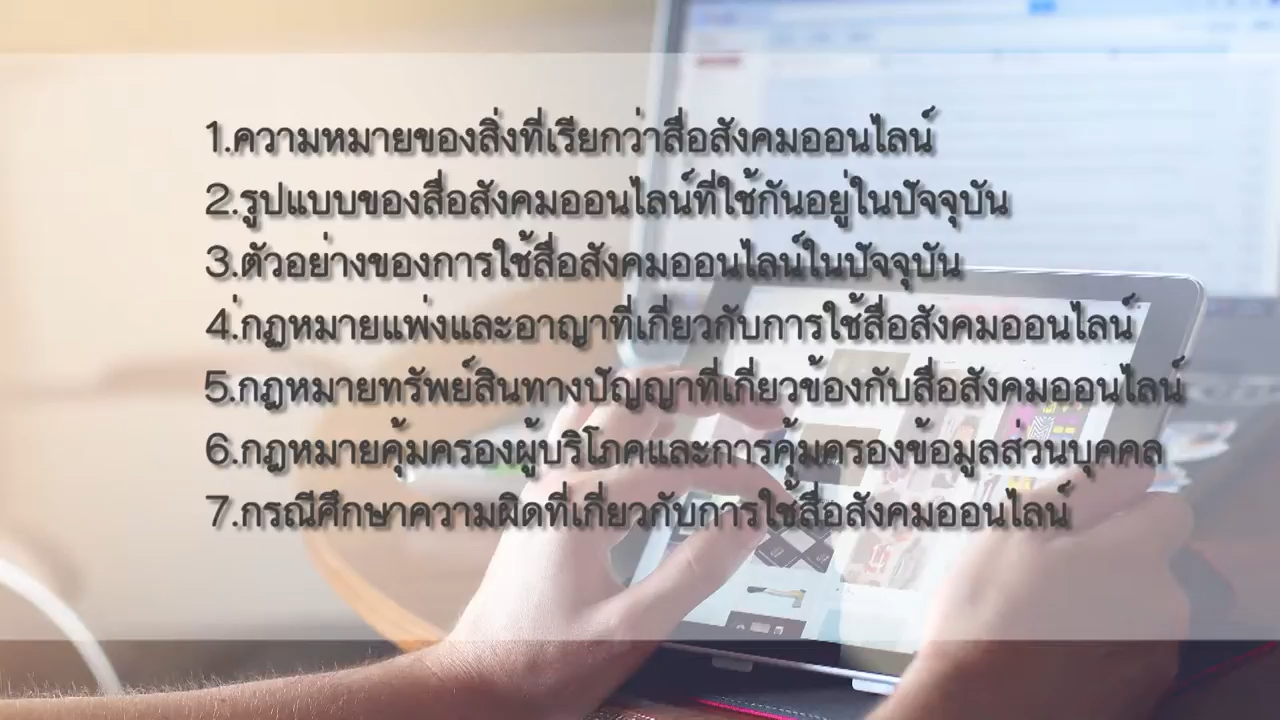 1.ความหมายของสิ่งที่เรียกว่าสื่อสังคมออนไลน์
2.รูปแบบของสื่อสังคมออนไลน์ที่ใช้กันอยู่ในปัจจุบัน
3.ตัวอย่างของการใช้สื่อสังคมออนไลน์ในปัจจุบัน
4.กฎหมายแพ่งและอาญาที่เกี่ยวกับการใช้สื่อสังคมออนไลน์
5.กฎหมายทรัพย์สินทางปัญญาที่เกี่ยวข้องกับสื่อสังคมออนไลน์
6.กฎหมายคุ้มครองผู้บริโภคและการคุ้มครองข้อมูลส่วนบุคคล
7.กรณีศึกษาความผิดที่เกี่ยวกับการใช้สื่อสังคมออนไลน์